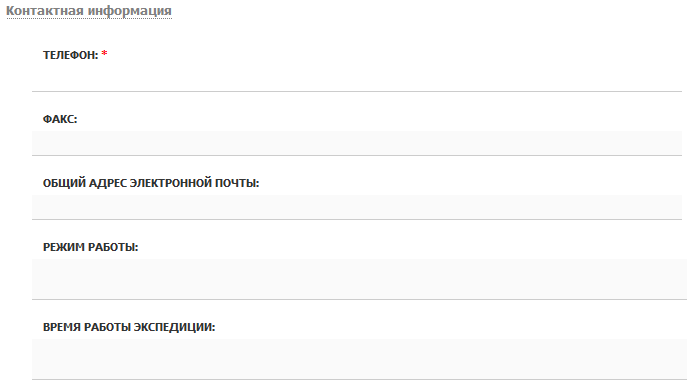 Контактная информация
ТЕЛЕФОН: *
ФАКС:
ОБЩИЙ АДРЕС ЭЛЕКТРОННОЙ ПОЧТЫ:
РЕЖИМ РАБОТЫ:
ВРЕМЯ РАБОТЫ ЭКСПЕДИЦИИ: